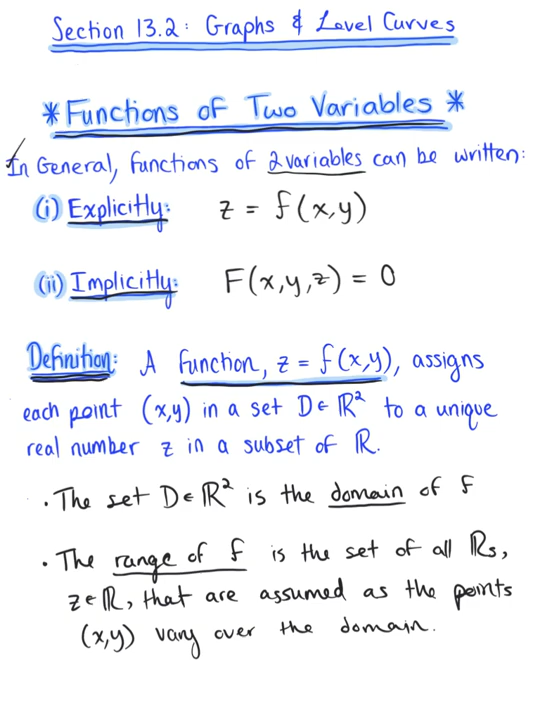 Section 13.2: Graphs & Level Curves
* Functions of Two Variables *
In General, functions of 2 variables can be written:
(i) Explicitly: z = f(x,y)
(ii) Implicitly: F(x,y,z) = 0
Definition: A function, z = f(x,y), assigns
each point (x,y) in a set D ∈ ℝ² to a unique
real number z in a subset of ℝ.
• The set D ∈ ℝ² is the domain of f
• The range of f is the set of all ℝs,
z ∈ ℝ, that are assumed as the points
(x,y) vary over the domain.